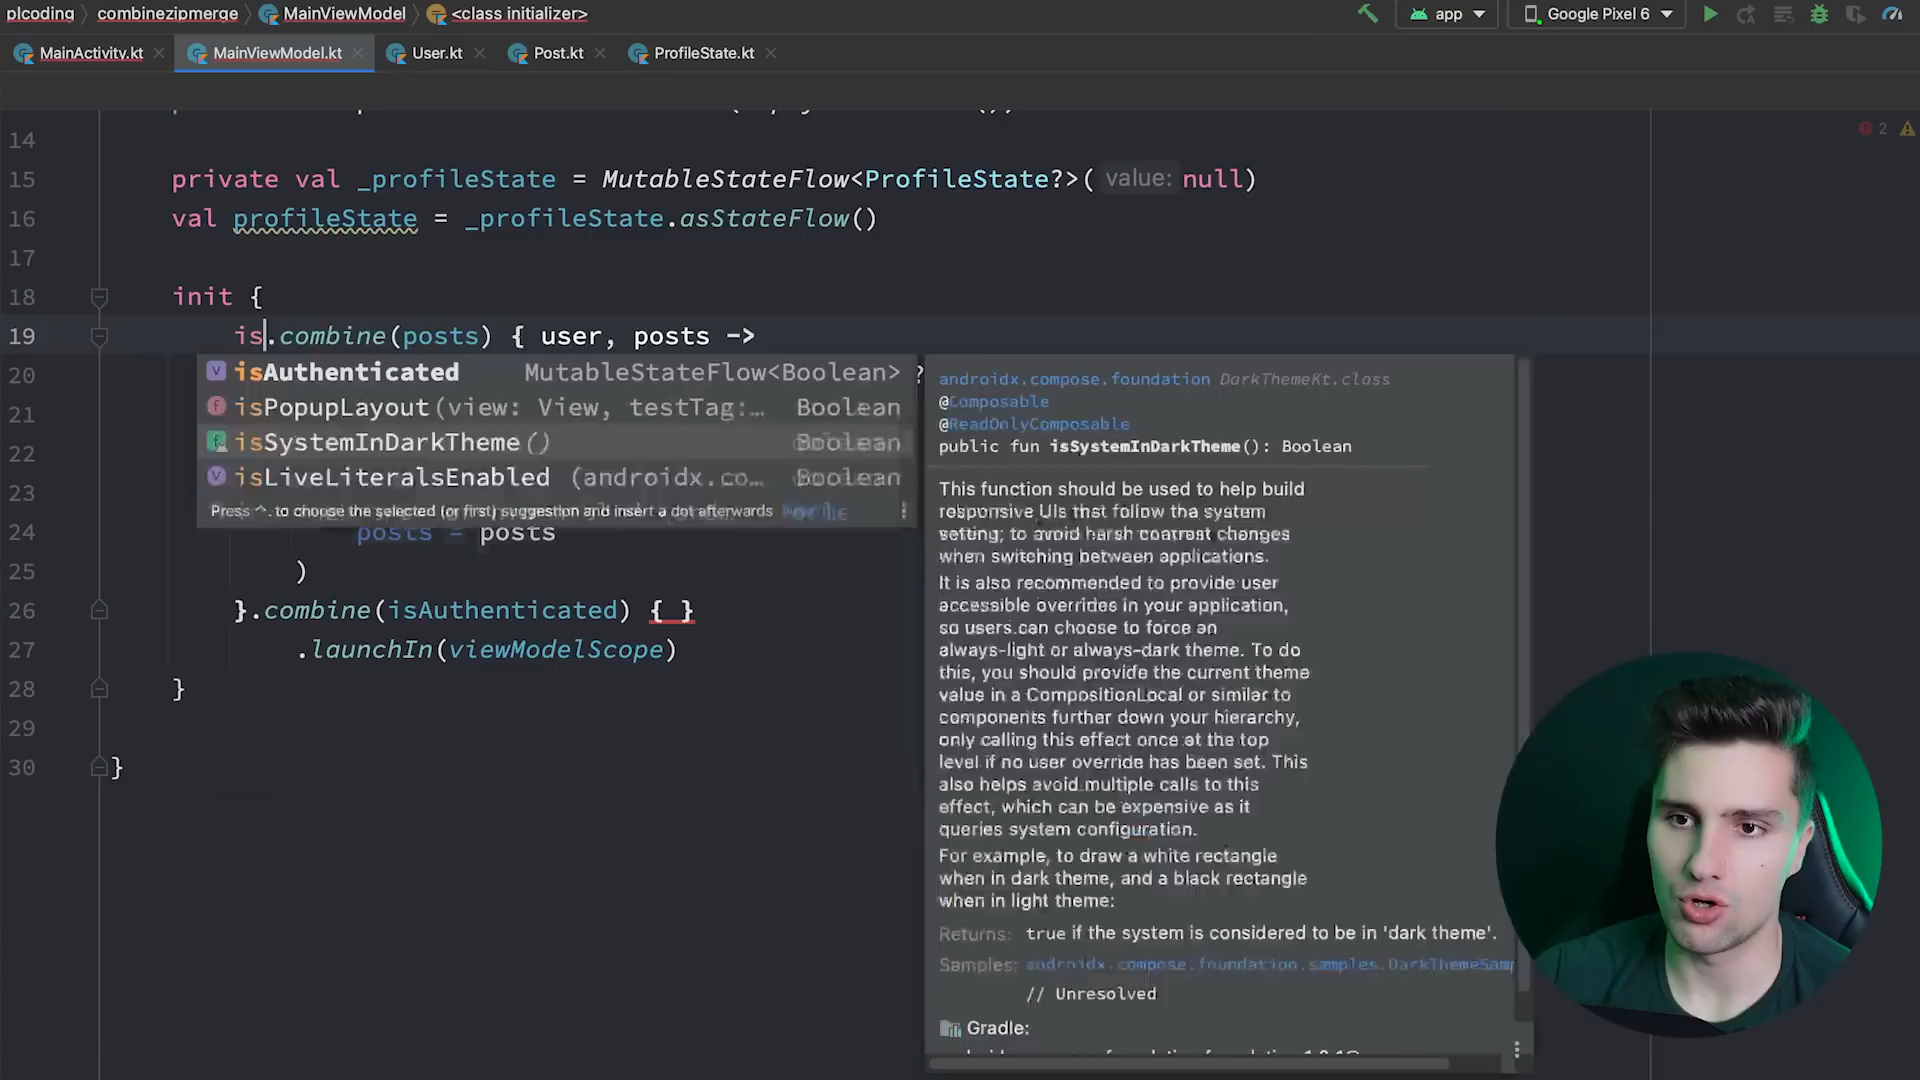 plcoding combinezipmerge MainViewModel <class initializer> app Google Pixel 6
MainActivity.kt MainViewModel.kt User.kt Post.kt ProfileState.kt
2
14
15 private val _profileState = MutableStateFlow<ProfileState?>( value: null)
16 val profileState = _profileState.asStateFlow()
17
18 init {
19 is.combine(posts) { user, posts ->
20
21
22
23
24 posts = posts
25 )
26 }.combine(isAuthenticated) { }
27 .launchIn(viewModelScope)
28 }
29
30 }
isAuthenticated MutableStateFlow<Boolean>
isPopupLayout(view: View, testTag:... Boolean
isSystemInDarkTheme() Boolean
isLiveLiteralsEnabled (androidx.co... Boolean
Press ^. to choose the selected (or first) suggestion and insert a dot afterwards
androidx.compose.foundation DarkThemeKt.class
@Composable
@ReadOnlyComposable
public fun isSystemInDarkTheme(): Boolean
This function should be used to help build
responsive UIs that follow the system
setting, to avoid harsh contrast changes
when switching between applications.
It is also recommended to provide user
accessible overrides in your application,
so users can choose to force an
always-light or always-dark theme. To do
this, you should provide the current theme
value in a CompositionLocal or similar to
components further down your hierarchy,
only calling this effect once at the top
level if no user override has been set. This
also helps avoid multiple calls to this
effect, which can be expensive as it
queries system configuration.
For example, to draw a white rectangle
when in dark theme, and a black rectangle
when in light theme:
Returns: true if the system is considered to be in 'dark theme'.
Samples: androidx.compose.foundation.samples.DarkThemeSamp
// Unresolved
Gradle: